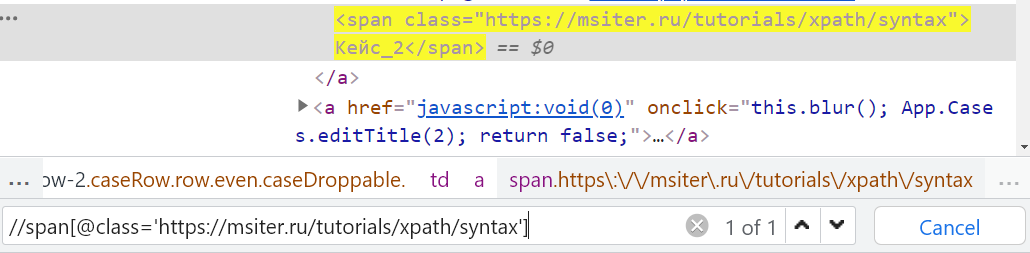 ...
<span class="https://msiter.ru/tutorials/xpath/syntax">
Кейс_2</span> == $0
</a>
▶<a href="javascript:void(0)" onclick="this.blur(); App.Case
s.editTitle(2); return false;">…</a>
... ow-2.caseRow.row.even.caseDroppable. td a span.https\:\/\/msiter\.ru\/tutorials\/xpath\/syntax ...
//span[@class='https://msiter.ru/tutorials/xpath/syntax'] 1 of 1 Cancel